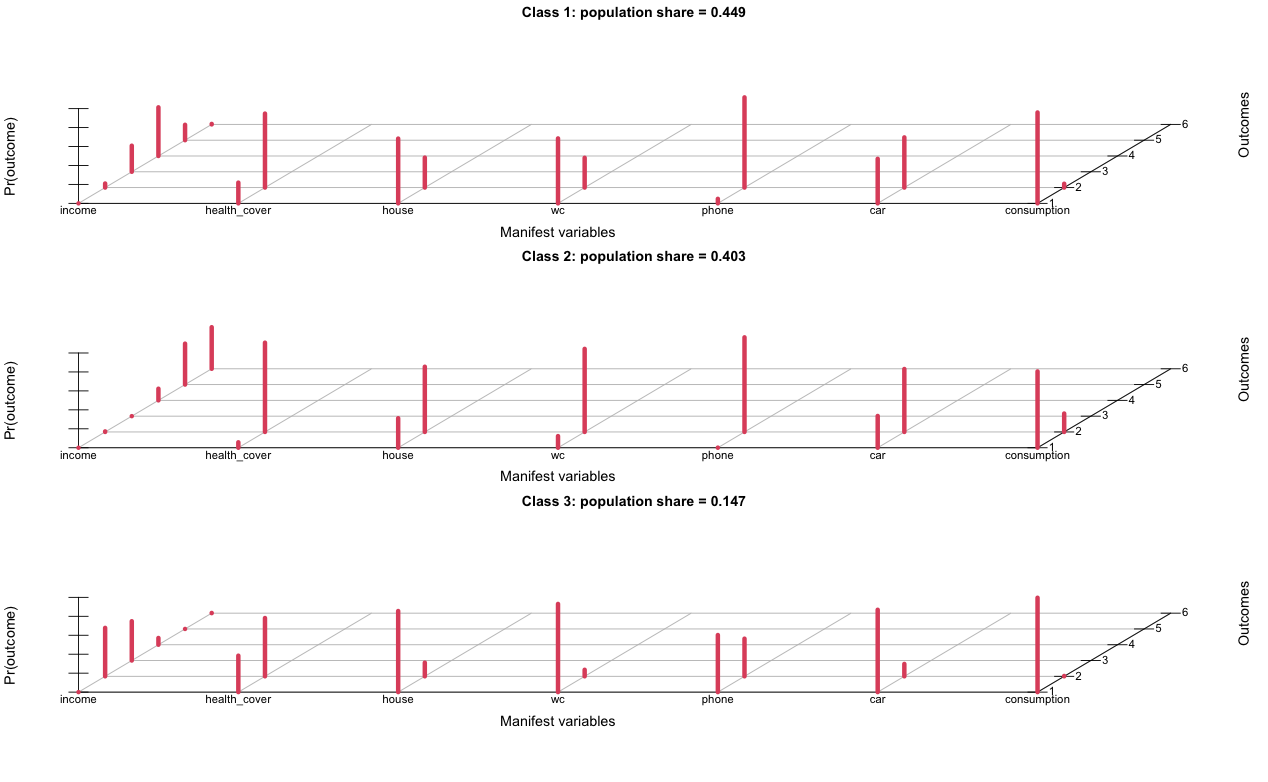 Class 1: population share = 0.449
Pr(outcome)
Outcomes
6
5
4
3
2
1
income health_cover house wc phone car consumption
Manifest variables
Class 2: population share = 0.403
Pr(outcome)
Outcomes
6
5
4
3
2
1
income health_cover house wc phone car consumption
Manifest variables
Class 3: population share = 0.147
Pr(outcome)
Outcomes
6
5
4
3
2
1
income health_cover house wc phone car consumption
Manifest variables